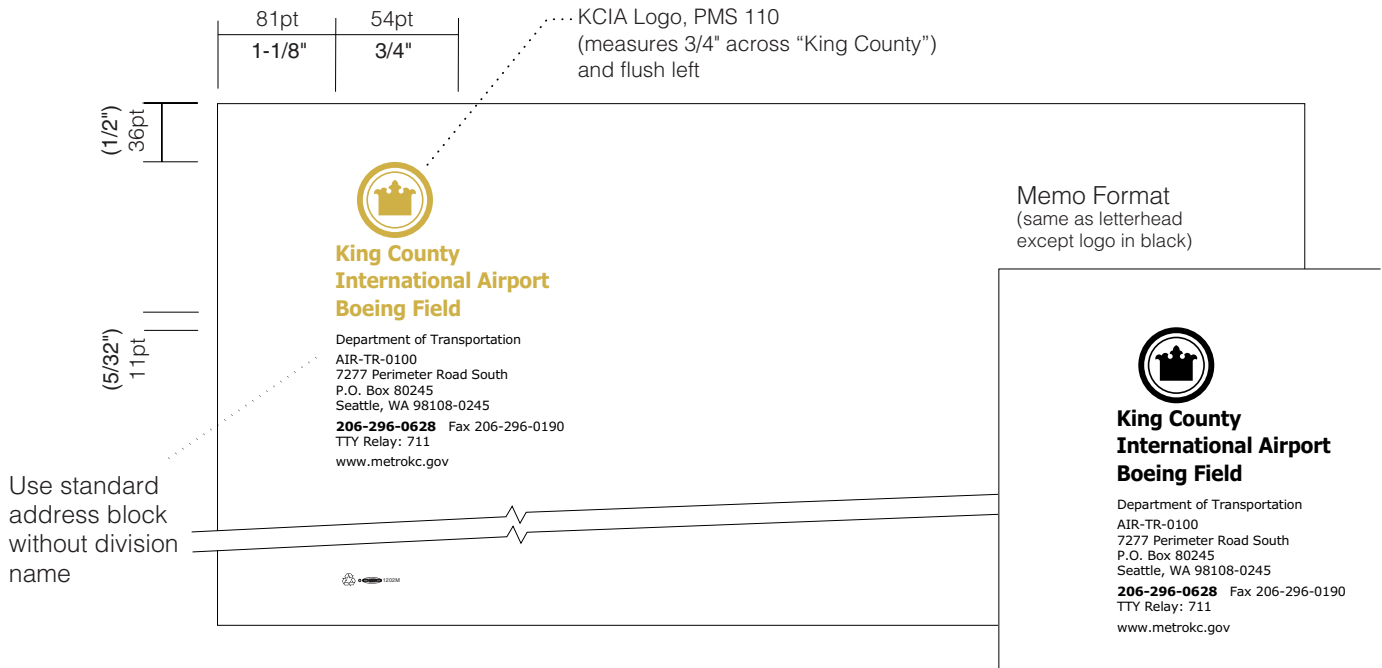 81pt
54pt
1-1/8"
3/4"
KCIA Logo, PMS 110
(measures 3/4" across “King County”)
and flush left
(1/2")
36pt
(5/32")
11pt
King County
International Airport
Boeing Field
Department of Transportation
AIR-TR-0100
7277 Perimeter Road South
P.O. Box 80245
Seattle, WA 98108-0245
206-296-0628 Fax 206-296-0190
TTY Relay: 711
www.metrokc.gov
Use standard
address block
without division
name
1202M
Memo Format
(same as letterhead
except logo in black)
King County
International Airport
Boeing Field
Department of Transportation
AIR-TR-0100
7277 Perimeter Road South
P.O. Box 80245
Seattle, WA 98108-0245
206-296-0628 Fax 206-296-0190
TTY Relay: 711
www.metrokc.gov